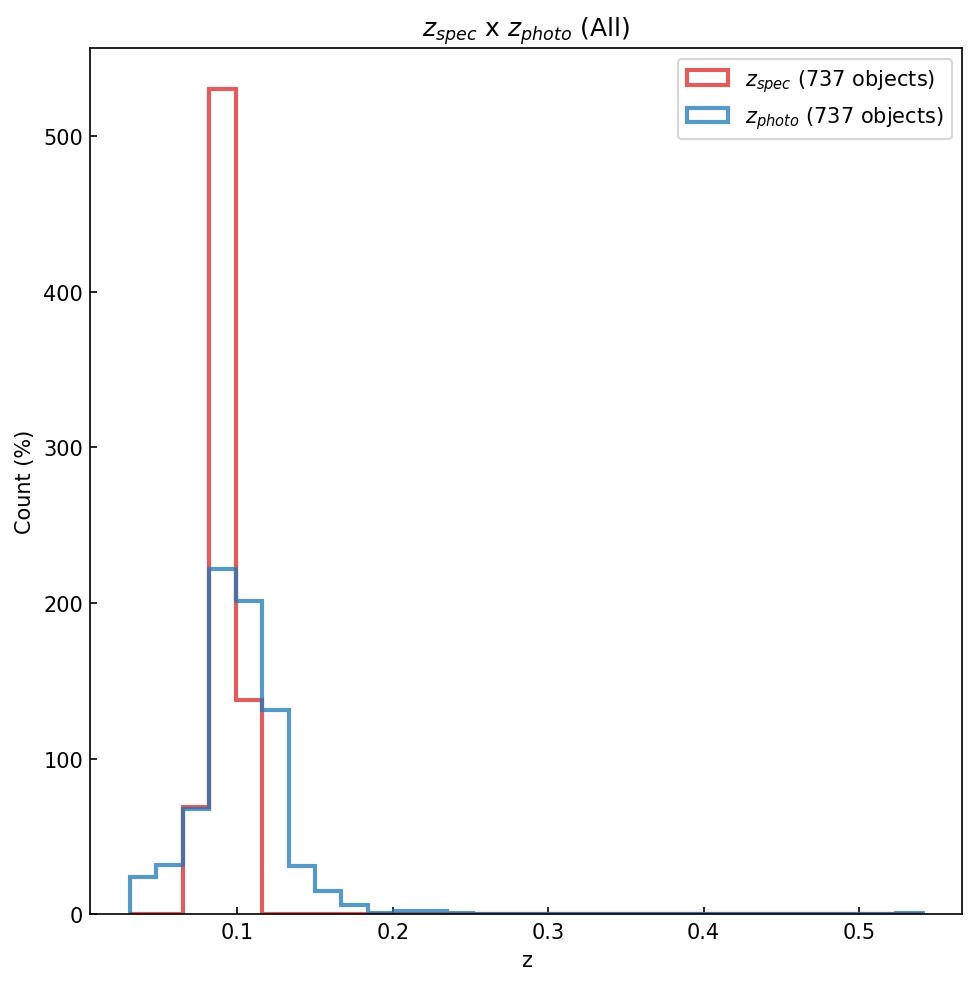 z_spec x z_photo (All)
z_spec (737 objects)
z_photo (737 objects)
Count (%)
500
400
300
200
100
0
0.1 0.2 0.3 0.4 0.5
z